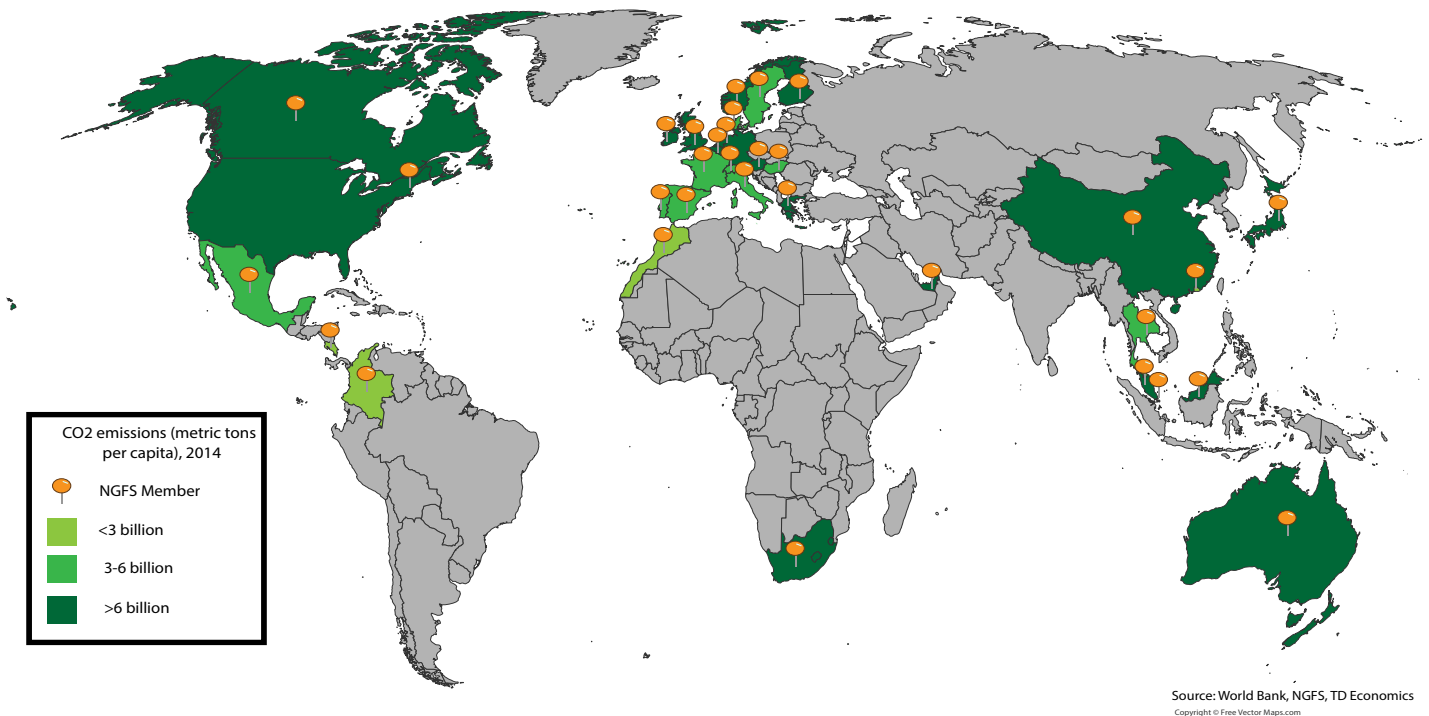 CO2 emissions (metric tons
per capita), 2014
NGFS Member
<3 billion
3-6 billion
>6 billion
Source: World Bank, NGFS, TD Economics
Copyright © Free Vector Maps.com